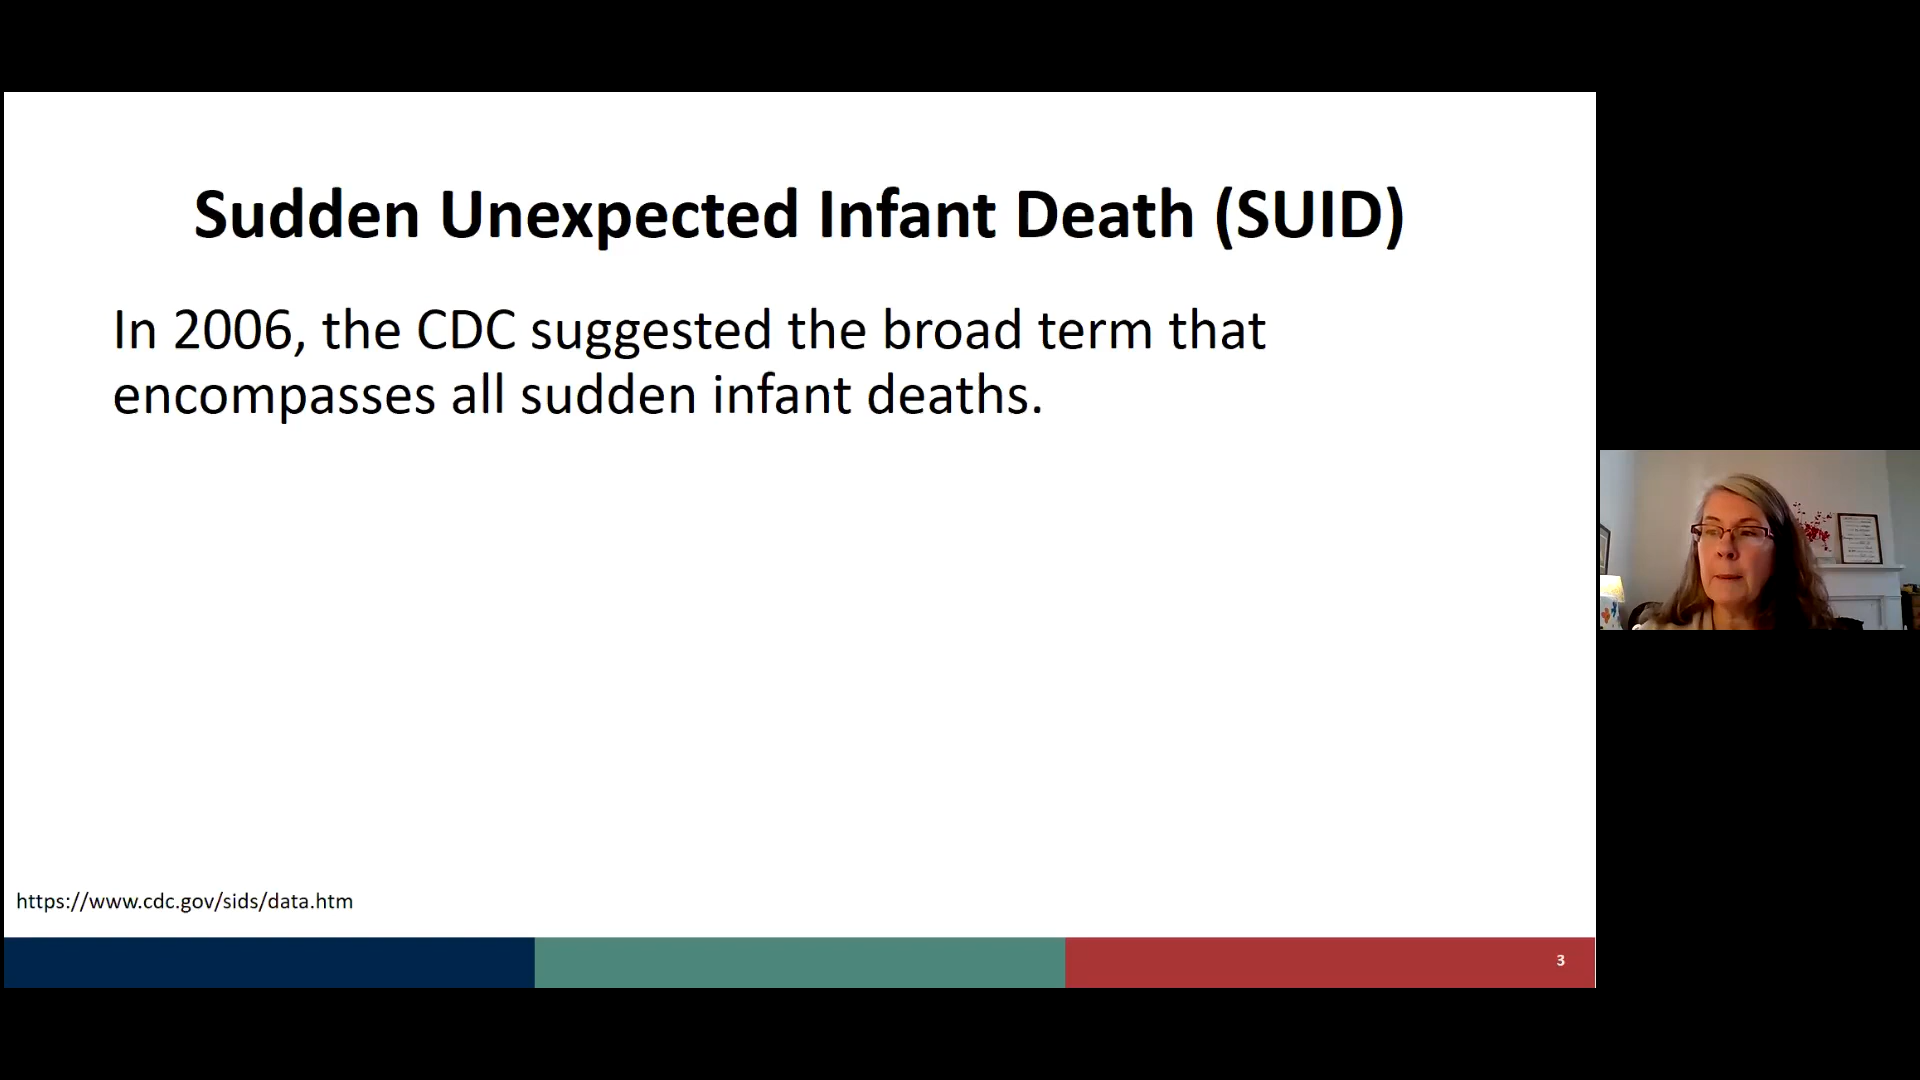 Sudden Unexpected Infant Death (SUID)
In 2006, the CDC suggested the broad term that
encompasses all sudden infant deaths.
https://www.cdc.gov/sids/data.htm
3